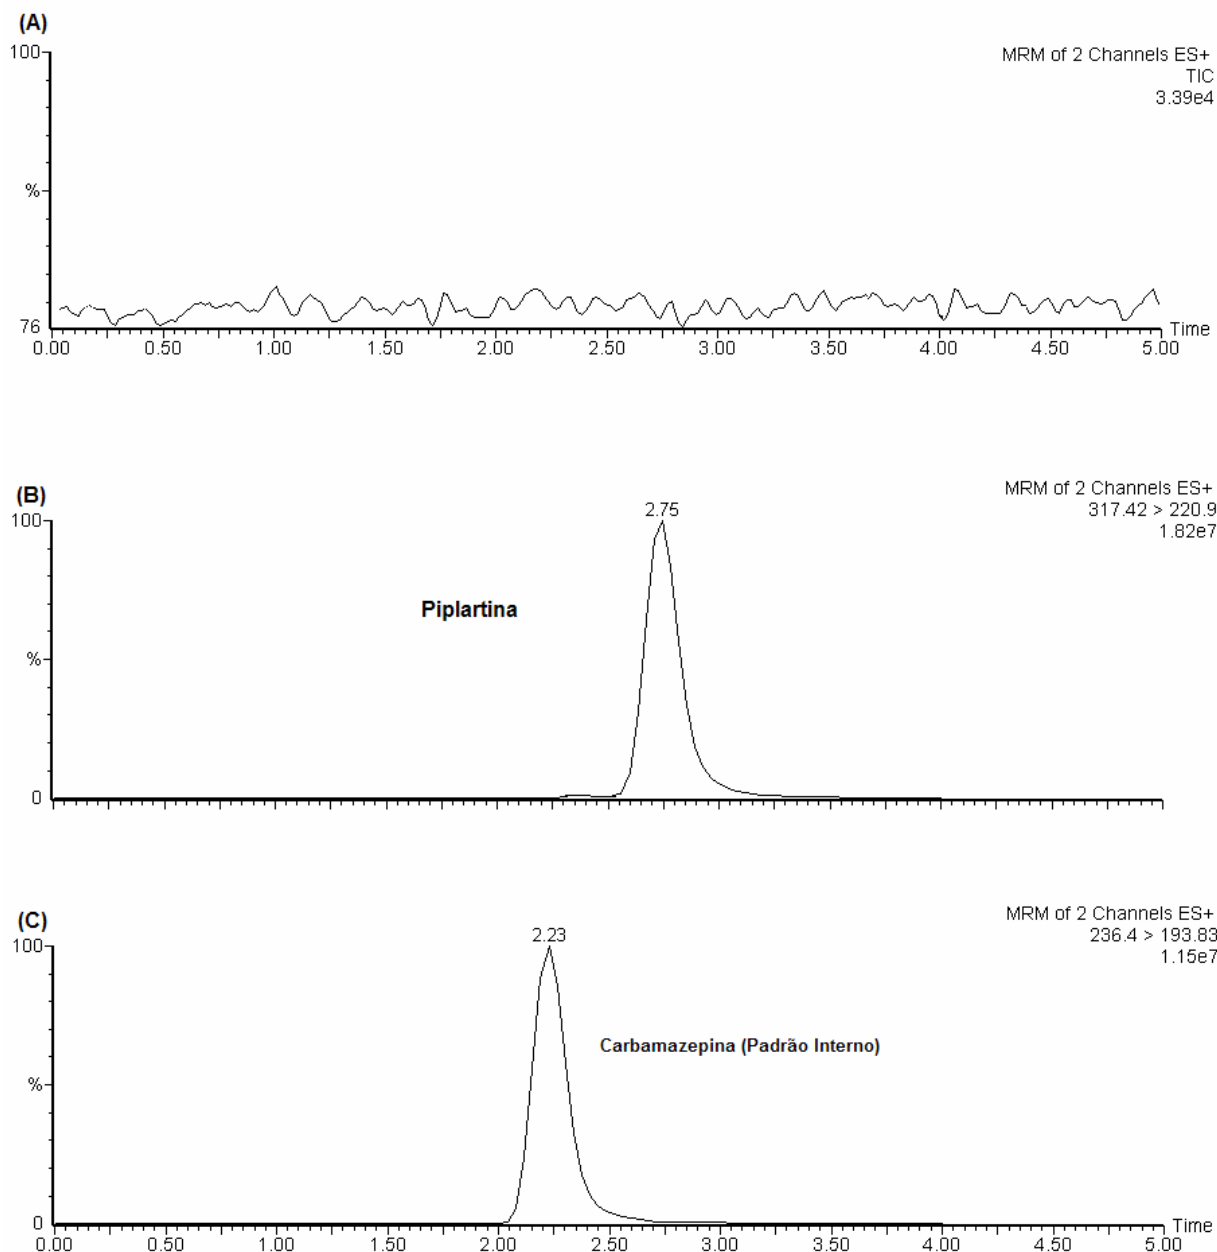 (A)
100
MRM of 2 Channels ES+
TIC
3.39e4
%
76
Time
0.00 0.50 1.00 1.50 2.00 2.50 3.00 3.50 4.00 4.50 5.00
(B)
MRM of 2 Channels ES+
317.42 > 220.9
1.82e7
100
2.75
Piplartina
%
0
(C)
MRM of 2 Channels ES+
236.4 > 193.83
1.15e7
100
2.23
Carbamazepina (Padrão Interno)
%
0
Time
0.00 0.50 1.00 1.50 2.00 2.50 3.00 3.50 4.00 4.50 5.00